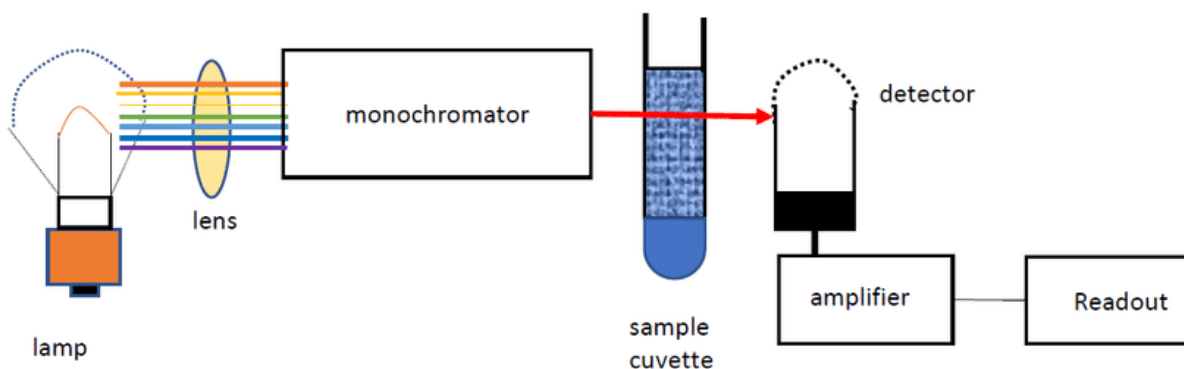 lamp
lens
monochromator
sample
cuvette
detector
amplifier
Readout